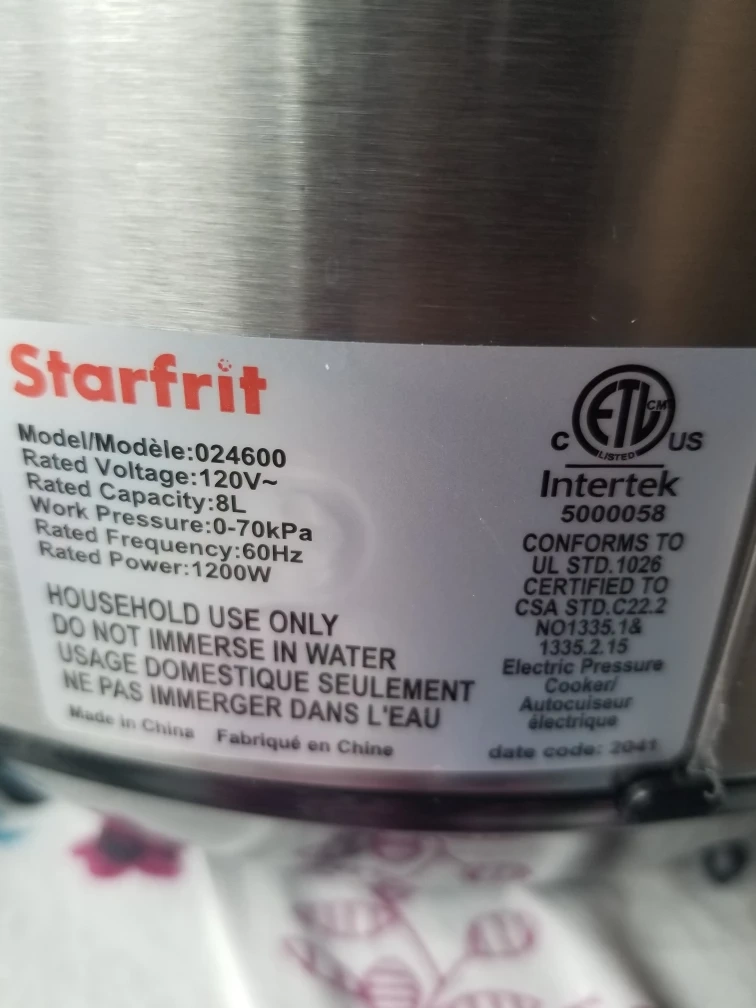 Starfrit
Model/Modèle:024600
Rated Voltage:120V~
Rated Capacity:8L
Work Pressure:0-70kPa
Rated Frequency:60Hz
Rated Power:1200W
HOUSEHOLD USE ONLY
DO NOT IMMERSE IN WATER
USAGE DOMESTIQUE SEULEMENT
NE PAS IMMERGER DANS L'EAU
Made in China Fabriqué en Chine
ETL CM
LISTED
C US
Intertek
5000058
CONFORMS TO
UL STD.1026
CERTIFIED TO
CSA STD.C22.2
NO1335.1&
1335.2.15
Electric Pressure
Cooker/
Autocuiseur
électrique
date code: 2041